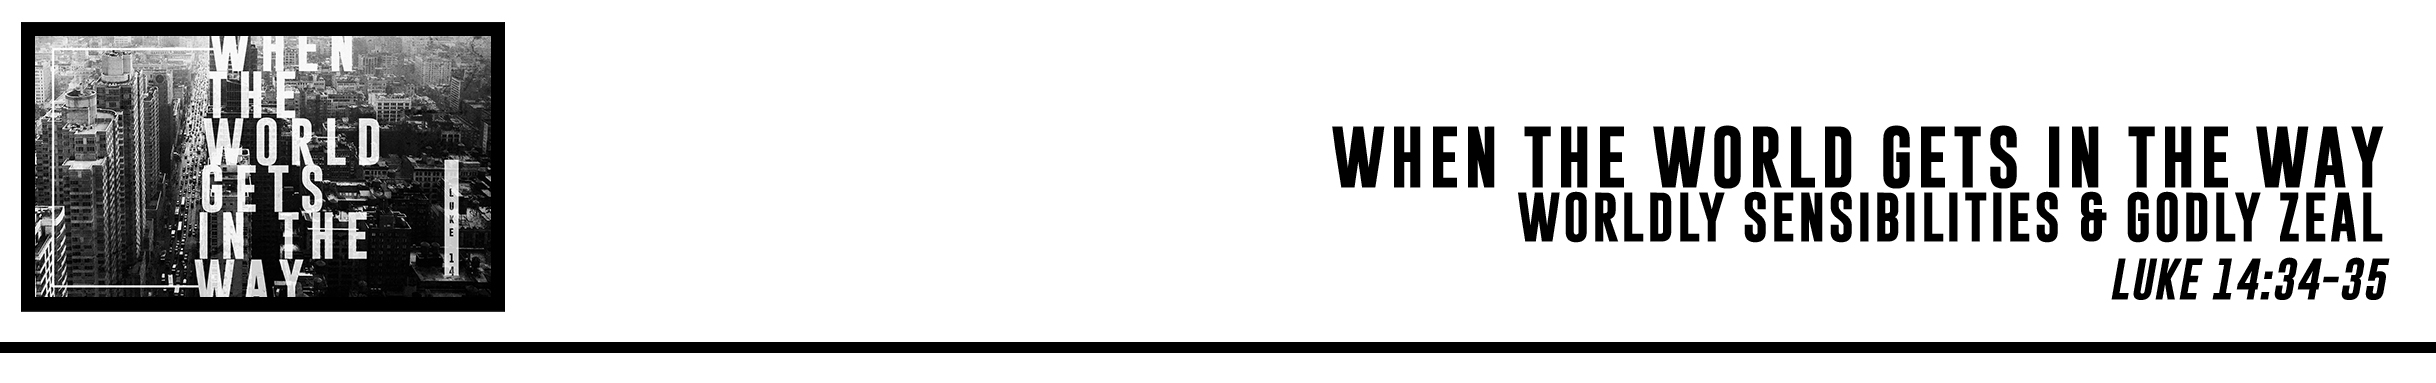 WHEN
THE
WORLD
GETS
IN THE
WAY
LUKE 14
WHEN THE WORLD GETS IN THE WAY
WORLDLY SENSIBILITIES & GODLY ZEAL
LUKE 14:34-35